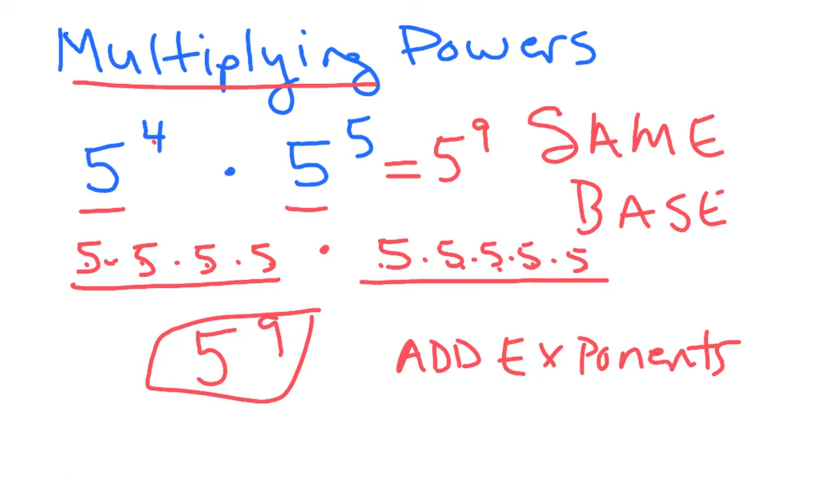 Multiplying Powers
5⁴ · 5⁵ = 5⁹ SAME
BASE
5 · 5 · 5 · 5 · 5 · 5 · 5 · 5 · 5
5⁹ ADD Exponents